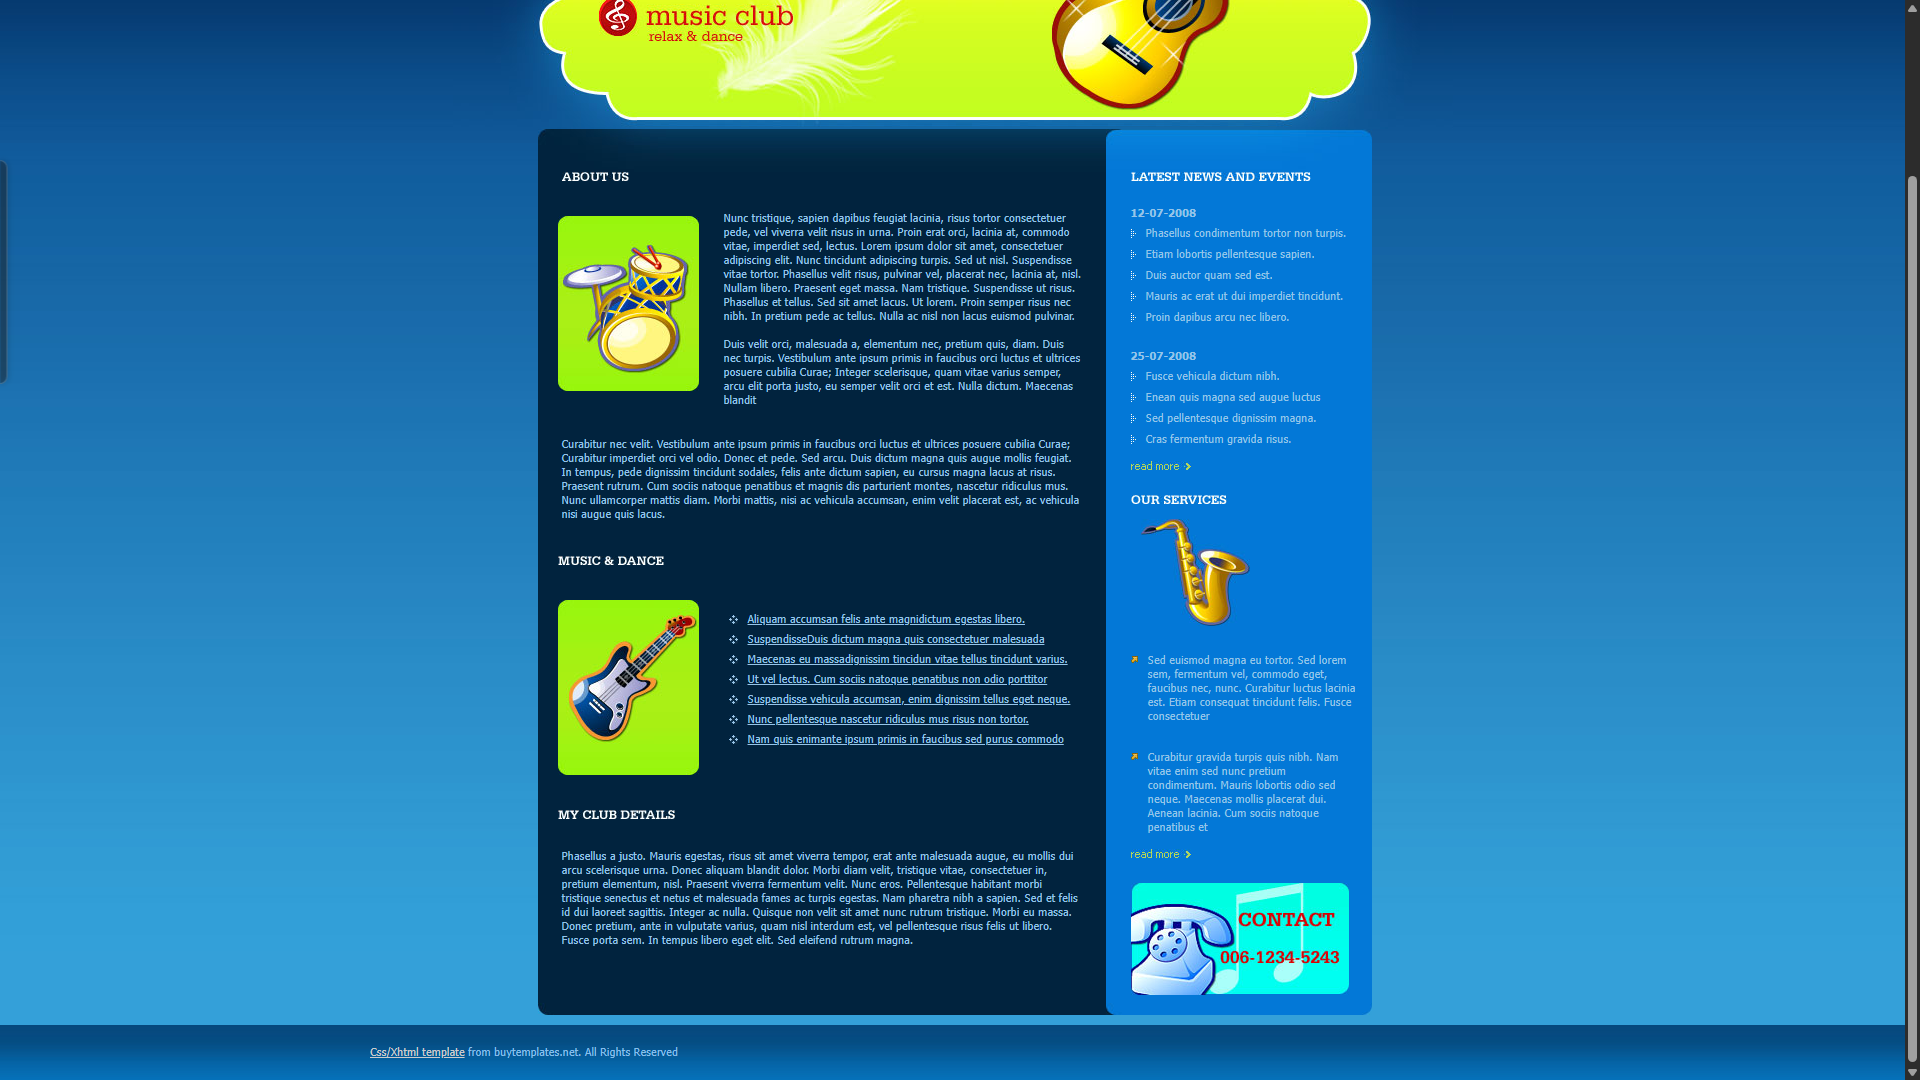 music club
relax & dance
ABOUT US
Nunc tristique, sapien dapibus feugiat lacinia, risus tortor consectetuer
pede, vel viverra velit risus in urna. Proin erat orci, lacinia at, commodo
vitae, imperdiet sed, lectus. Lorem ipsum dolor sit amet, consectetuer
adipiscing elit. Nunc tincidunt adipiscing turpis. Sed ut nisl. Suspendisse
vitae tortor. Phasellus velit risus, pulvinar vel, placerat nec, lacinia at, nisl.
Nullam libero. Praesent eget massa. Nam tristique. Suspendisse ut risus.
Phasellus et tellus. Sed sit amet lacus. Ut lorem. Proin semper risus nec
nibh. In pretium pede ac tellus. Nulla ac nisl non lacus euismod pulvinar.
Duis velit orci, malesuada a, elementum nec, pretium quis, diam. Duis
nec turpis. Vestibulum ante ipsum primis in faucibus orci luctus et ultrices
posuere cubilia Curae; Integer scelerisque, quam vitae varius semper,
arcu elit porta justo, eu semper velit orci et est. Nulla dictum. Maecenas
blandit
Curabitur nec velit. Vestibulum ante ipsum primis in faucibus orci luctus et ultrices posuere cubilia Curae;
Curabitur imperdiet orci vel odio. Donec et pede. Sed arcu. Duis dictum magna quis augue mollis feugiat.
In tempus, pede dignissim tincidunt sodales, felis ante dictum sapien, eu cursus magna lacus at risus.
Praesent rutrum. Cum sociis natoque penatibus et magnis dis parturient montes, nascetur ridiculus mus.
Nunc ullamcorper mattis diam. Morbi mattis, nisi ac vehicula accumsan, enim velit placerat est, ac vehicula
nisi augue quis lacus.
MUSIC & DANCE
Aliquam accumsan felis ante magnidictum egestas libero.
SuspendisseDuis dictum magna quis consectetuer malesuada
Maecenas eu massadignissim tincidun vitae tellus tincidunt varius.
Ut vel lectus. Cum sociis natoque penatibus non odio porttitor
Suspendisse vehicula accumsan, enim dignissim tellus eget neque.
Nunc pellentesque nascetur ridiculus mus risus non tortor.
Nam quis enimante ipsum primis in faucibus sed purus commodo
MY CLUB DETAILS
Phasellus a justo. Mauris egestas, risus sit amet viverra tempor, erat ante malesuada augue, eu mollis dui
arcu scelerisque urna. Donec aliquam blandit dolor. Morbi diam velit, tristique vitae, consectetuer in,
pretium elementum, nisl. Praesent viverra fermentum velit. Nunc eros. Pellentesque habitant morbi
tristique senectus et netus et malesuada fames ac turpis egestas. Nam pharetra nibh a sapien. Sed et felis
id dui laoreet sagittis. Integer ac nulla. Quisque non velit sit amet nunc rutrum tristique. Morbi eu massa.
Donec pretium, ante in vulputate varius, quam nisl interdum est, vel pellentesque risus felis ut libero.
Fusce porta sem. In tempus libero eget elit. Sed eleifend rutrum magna.
LATEST NEWS AND EVENTS
12-07-2008
Phasellus condimentum tortor non turpis.
Etiam lobortis pellentesque sapien.
Duis auctor quam sed est.
Mauris ac erat ut dui imperdiet tincidunt.
Proin dapibus arcu nec libero.
25-07-2008
Fusce vehicula dictum nibh.
Enean quis magna sed augue luctus
Sed pellentesque dignissim magna.
Cras fermentum gravida risus.
read more
OUR SERVICES
Sed euismod magna eu tortor. Sed lorem
sem, fermentum vel, commodo eget,
faucibus nec, nunc. Curabitur luctus lacinia
est. Etiam consequat tincidunt felis. Fusce
consectetuer
Curabitur gravida turpis quis nibh. Nam
vitae enim sed nunc pretium
condimentum. Mauris lobortis odio sed
neque. Maecenas mollis placerat dui.
Aenean lacinia. Cum sociis natoque
penatibus et
read more
CONTACT
006-1234-5243
Css/Xhtml template from buytemplates.net. All Rights Reserved